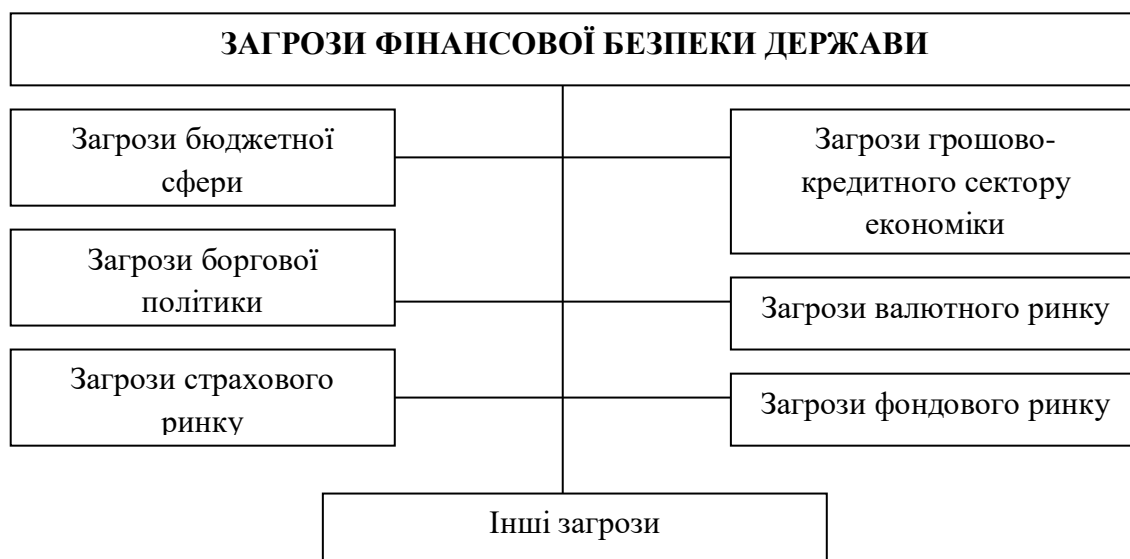 ЗАГРОЗИ ФІНАНСОВОЇ БЕЗПЕКИ ДЕРЖАВИ
Загрози бюджетної
сфери
Загрози грошово-
кредитного сектору
економіки
Загрози боргової
політики
Загрози валютного ринку
Загрози страхового
ринку
Загрози фондового ринку
Інші загрози